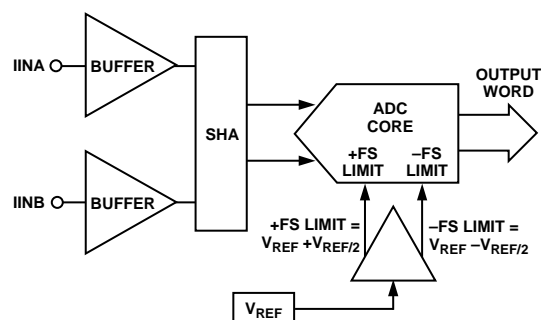 IINA
BUFFER
SHA
ADC
CORE
+FS
LIMIT
–FS
LIMIT
OUTPUT
WORD
IINB
BUFFER
+FS LIMIT =
VREF +VREF/2
–FS LIMIT =
VREF –VREF/2
VREF